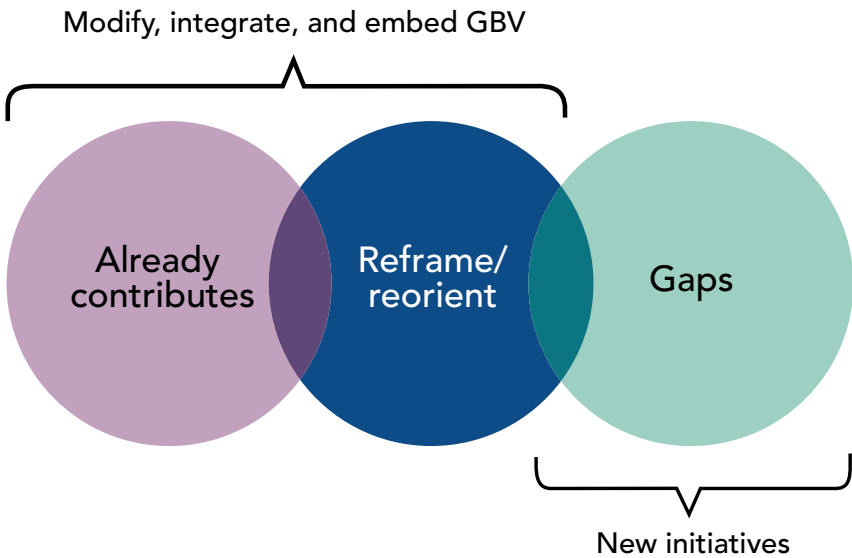 Modify, integrate, and embed GBV
Already
contributes
Reframe/
reorient
Gaps
New initiatives